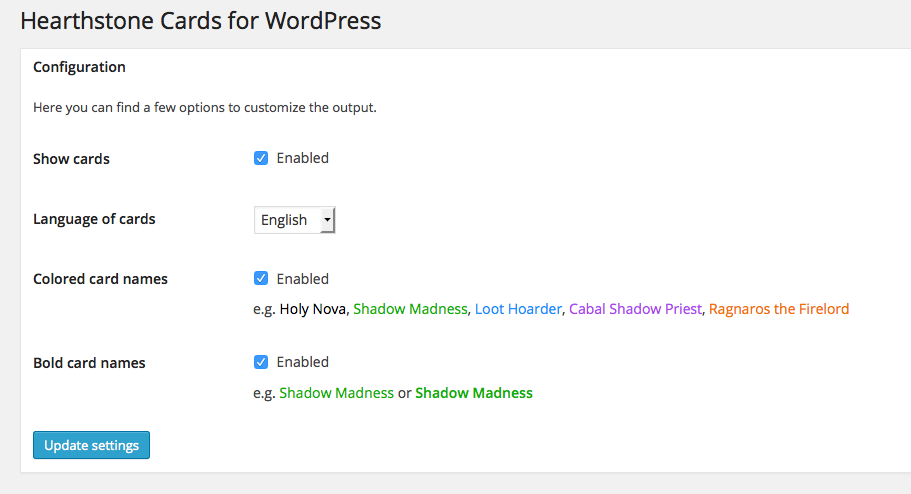 Hearthstone Cards for WordPress
Configuration
Here you can find a few options to customize the output.
Show cards Enabled
Language of cards English
Colored card names Enabled
e.g. Holy Nova, Shadow Madness, Loot Hoarder, Cabal Shadow Priest, Ragnaros the Firelord
Bold card names Enabled
e.g. Shadow Madness or Shadow Madness
Update settings